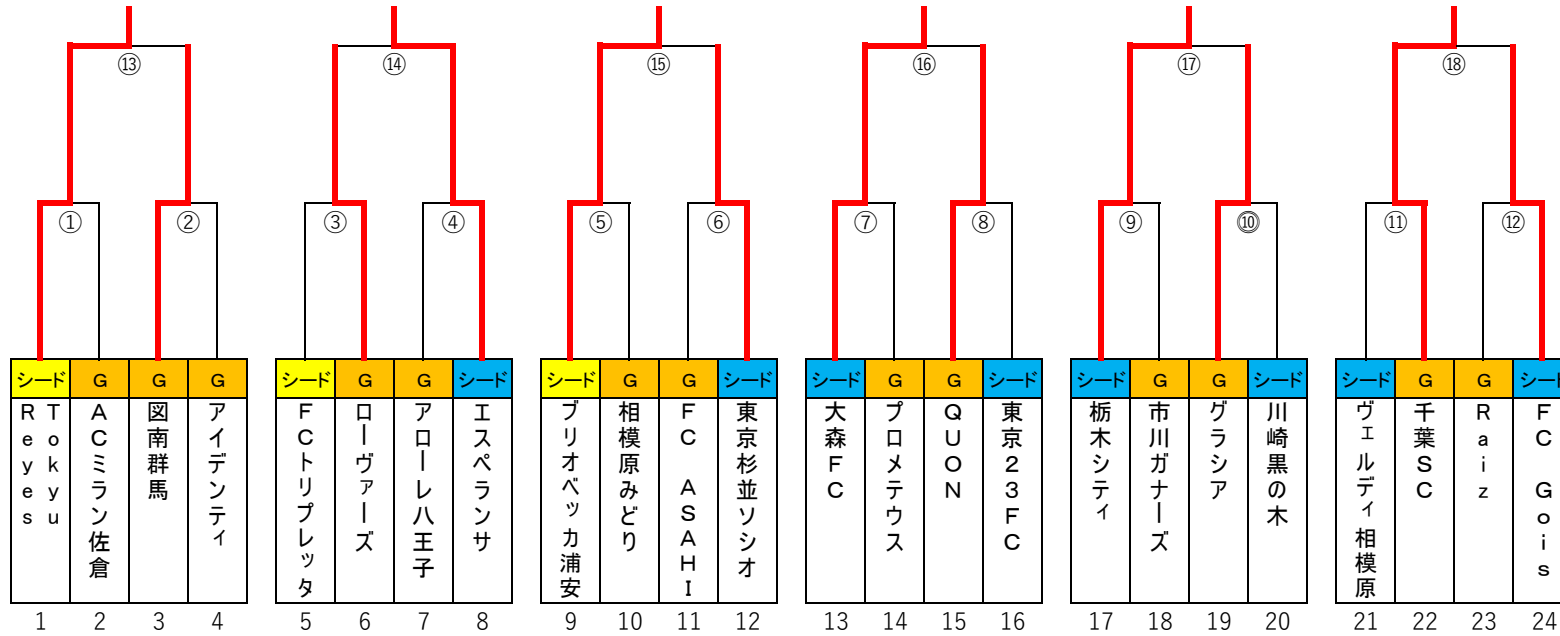 ⑬ ⑭ ⑮ ⑯ ⑰ ⑱
① ② ③ ④ ⑤ ⑥ ⑦ ⑧ ⑨ ⑩ ⑪ ⑫
シード G G G シード G G シード シード G G シード シード G G シード シード G G シード シード G G シード
Reyes Tokyu
ACミラン佐倉
図南群馬
アイデンティ
FCトリプレッタ
ローヴァーズ
アローレ八王子
エスペランサ
ブリオベッカ浦安
相模原みどり
FC ASAHI
東京杉並ソシオ
大森FC
プロメテウス
QUON
東京23FC
栃木シティ
市川ガナーズ
グラシア
川崎黒の木
ヴェルディ相模原
千葉SC
Raiz
FC Gois
1 2 3 4 5 6 7 8 9 10 11 12 13 14 15 16 17 18 19 20 21 22 23 24